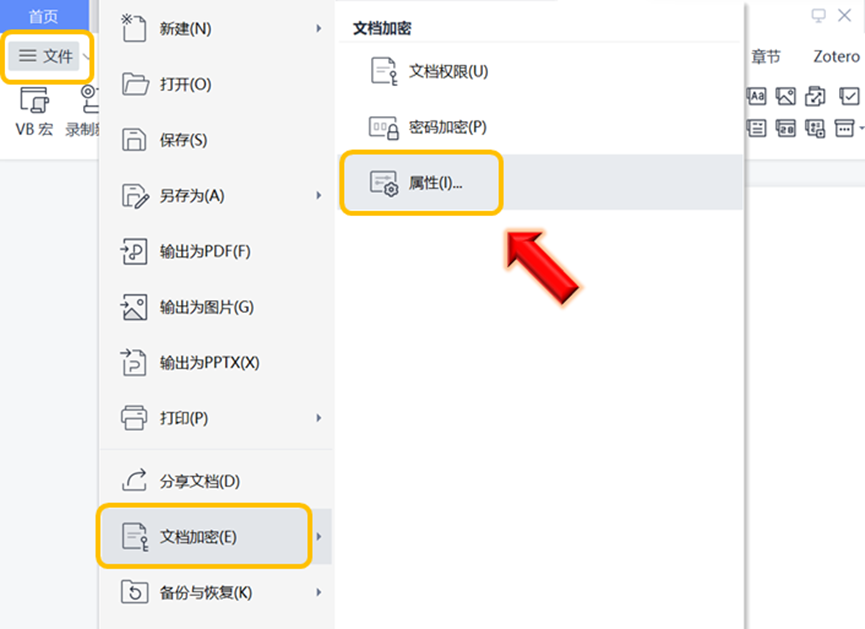 首页
文件
VB 宏
录制
新建(N)
打开(O)
保存(S)
另存为(A)
输出为PDF(F)
输出为图片(G)
输出为PPTX(X)
打印(P)
分享文档(D)
文档加密(E)
备份与恢复(K)
文档加密
文档权限(U)
密码加密(P)
属性(I)...
章节
Zotero
Aa